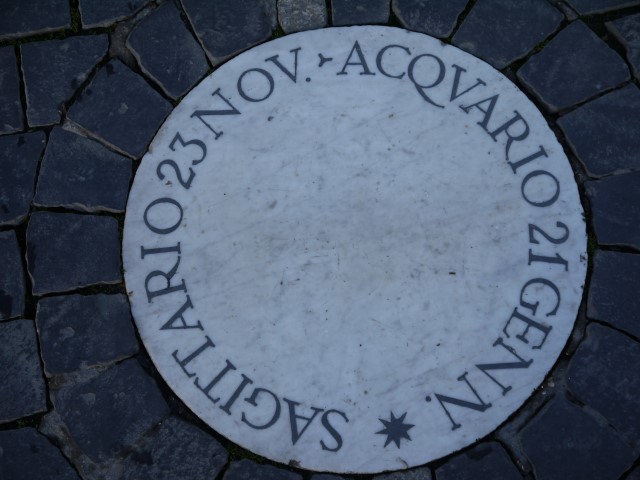 SAGITTARIO 23 NOV. - ACQVARIO 21 GENN.